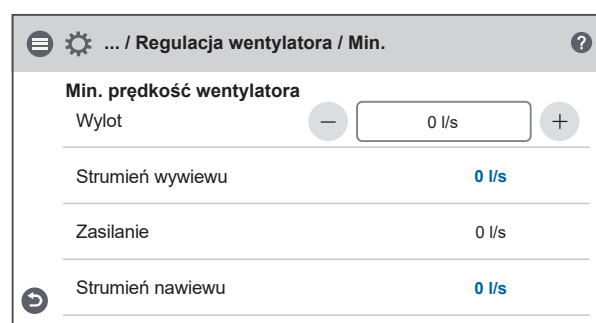 ... / Regulacja wentylatora / Min. ?
Min. prędkość wentylatora
Wylot − 0 l/s +
Strumień wywiewu 0 l/s
Zasilanie 0 l/s
Strumień nawiewu 0 l/s